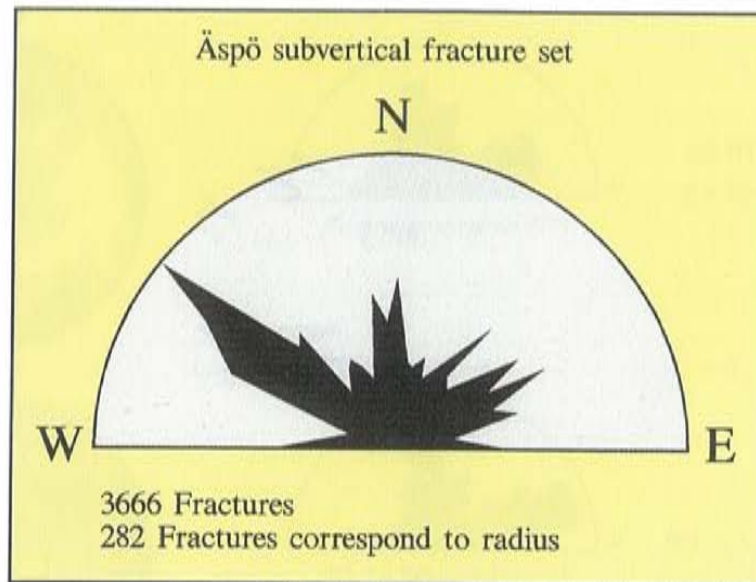 Äspö subvertical fracture set
N
W
E
3666 Fractures
282 Fractures correspond to radius